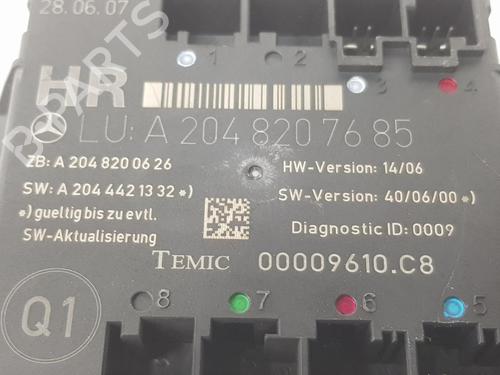 28.06.07
1 2
HR
3 4
LU: A 204 820 76 85
ZB: A 204 820 06 26
HW-Version: 14/06
SW: A 204 442 13 32 *)
SW-Version: 40/06/00 *)
*) gueltig bis zu evtl.
SW-Aktualisierung
Diagnostic ID: 0009
TEMIC 00009610.C8
Q1
8 7 6 5
B-PARTS